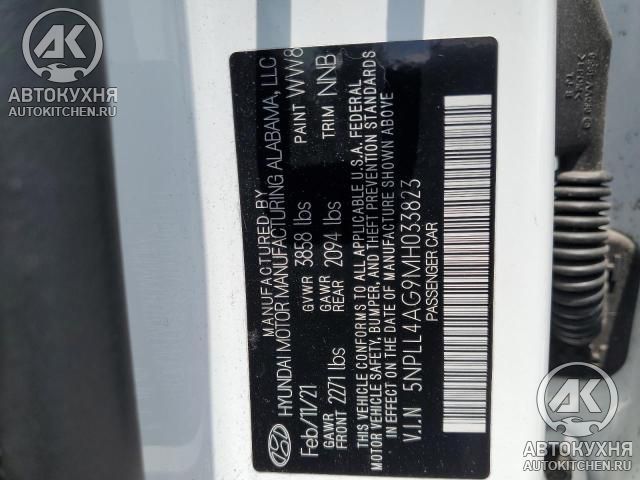 MANUFACTURED BY
HYUNDAI MOTOR MANUFACTURING ALABAMA, LLC
Feb/11/21 GVWR 3858 lbs PAINT WW8
GAWR FRONT 2271 lbs GAWR REAR 2094 lbs TRIM NNB
THIS VEHICLE CONFORMS TO ALL APPLICABLE U.S.A. FEDERAL
MOTOR VEHICLE SAFETY, BUMPER, AND THEFT PREVENTION STANDARDS
IN EFFECT ON THE DATE OF MANUFACTURE SHOWN ABOVE
V.I.N 5NPLL4AG9MH033823
PASSENGER CAR
АВТОКУХНЯ
AUTOKITCHEN.RU
АВТОКУХНЯ
AUTOKITCHEN.RU